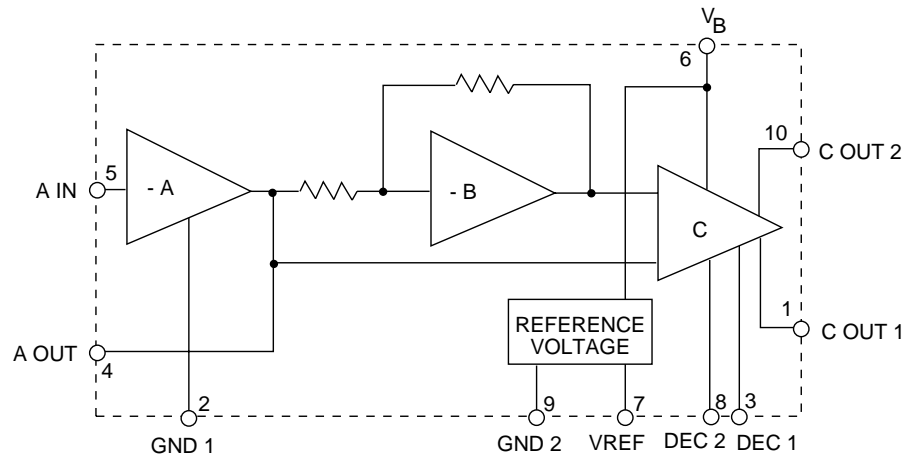 V
B
6
10
C OUT 2
5
A IN
- A
- B
C
REFERENCE
VOLTAGE
1
C OUT 1
A OUT
4
2
9
7
8
3
GND 1
GND 2
VREF
DEC 2
DEC 1